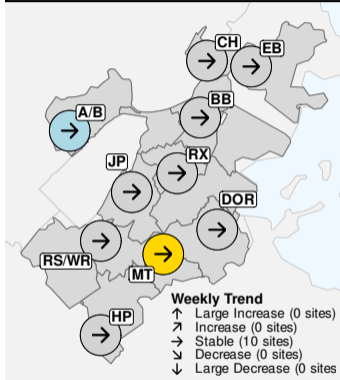 CH
EB
BB
A/B
RX
JP
DOR
RS/WR
MT
HP
Weekly Trend
↑ Large Increase (0 sites)
↗ Increase (0 sites)
→ Stable (10 sites)
↘ Decrease (0 sites)
↓ Large Decrease (0 sites